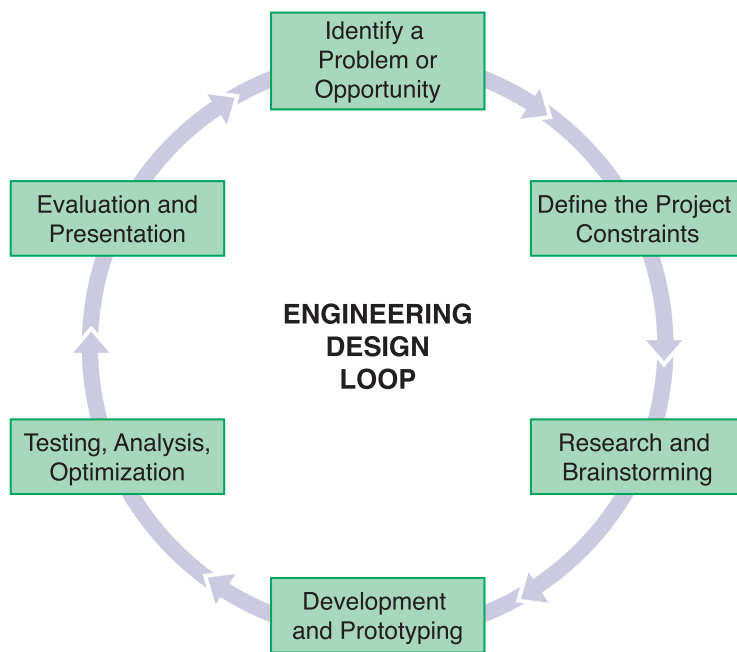 Identify a
Problem or
Opportunity
Evaluation and
Presentation
Define the Project
Constraints
ENGINEERING
DESIGN
LOOP
Testing, Analysis,
Optimization
Research and
Brainstorming
Development
and Prototyping